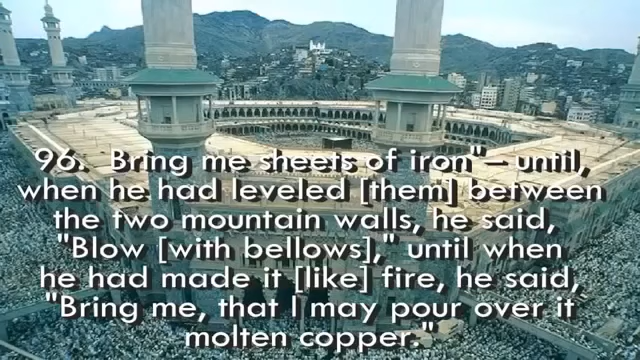 96. Bring me sheets of iron"– until,
when he had leveled [them] between
the two mountain walls, he said,
"Blow [with bellows]," until when
he had made it [like] fire, he said,
"Bring me, that I may pour over it
molten copper."